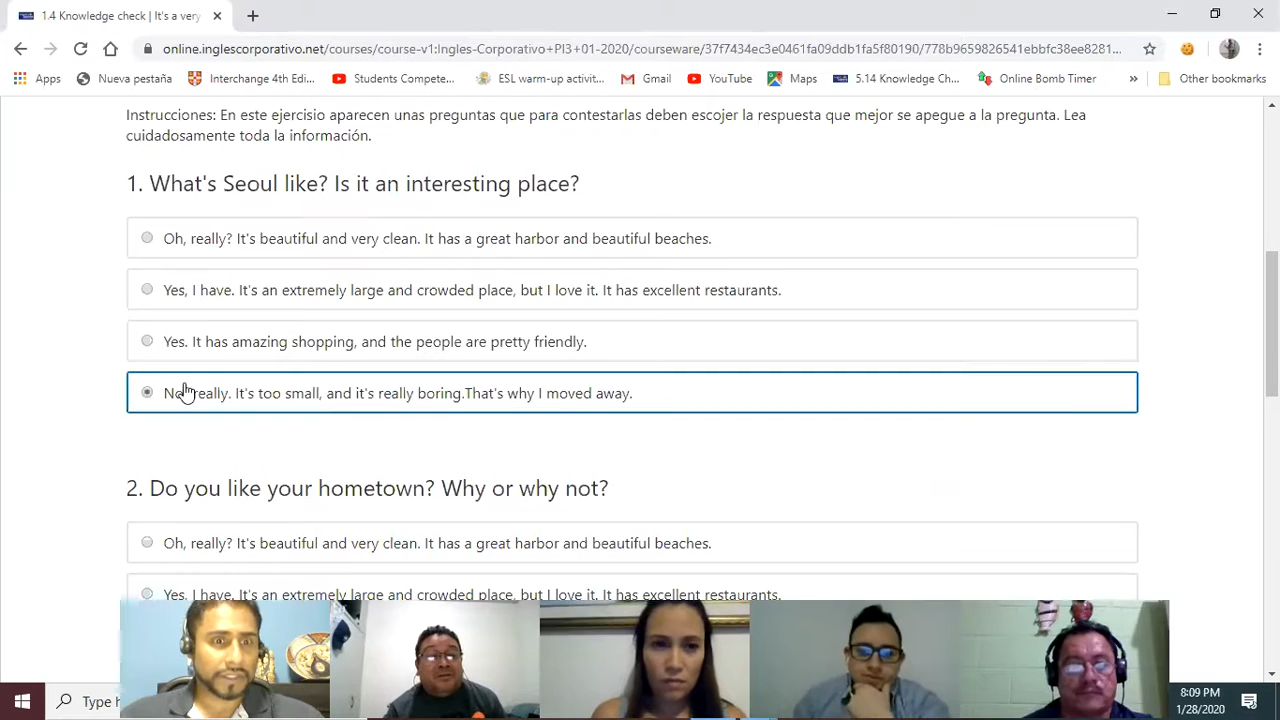 1.4 Knowledge check | It's a very
online.inglescorporativo.net/courses/course-v1:Ingles-Corporativo+PI3+01-2020/courseware/37f7434ec3e0461fa09ddb1fa5f80190/778b9659826541ebbfc38ee8281...
Apps Nueva pestaña Interchange 4th Edi... Students Compete... ESL warm-up activit... Gmail YouTube Maps 5.14 Knowledge Ch... Online Bomb Timer » Other bookmarks
Instrucciones: En este ejercicio aparecen unas preguntas que para contestarlas deben escojer la respuesta que mejor se apegue a la pregunta. Lea
cuidadosamente toda la información.
1. What's Seoul like? Is it an interesting place?
Oh, really? It's beautiful and very clean. It has a great harbor and beautiful beaches.
Yes, I have. It's an extremely large and crowded place, but I love it. It has excellent restaurants.
Yes. It has amazing shopping, and the people are pretty friendly.
really. It's too small, and it's really boring.That's why I moved away.
2. Do you like your hometown? Why or why not?
Oh, really? It's beautiful and very clean. It has a great harbor and beautiful beaches.
Yes, I have. It's an extremely large and crowded place, but I love it. It has excellent restaurants.
Type h
8:09 PM
1/28/2020